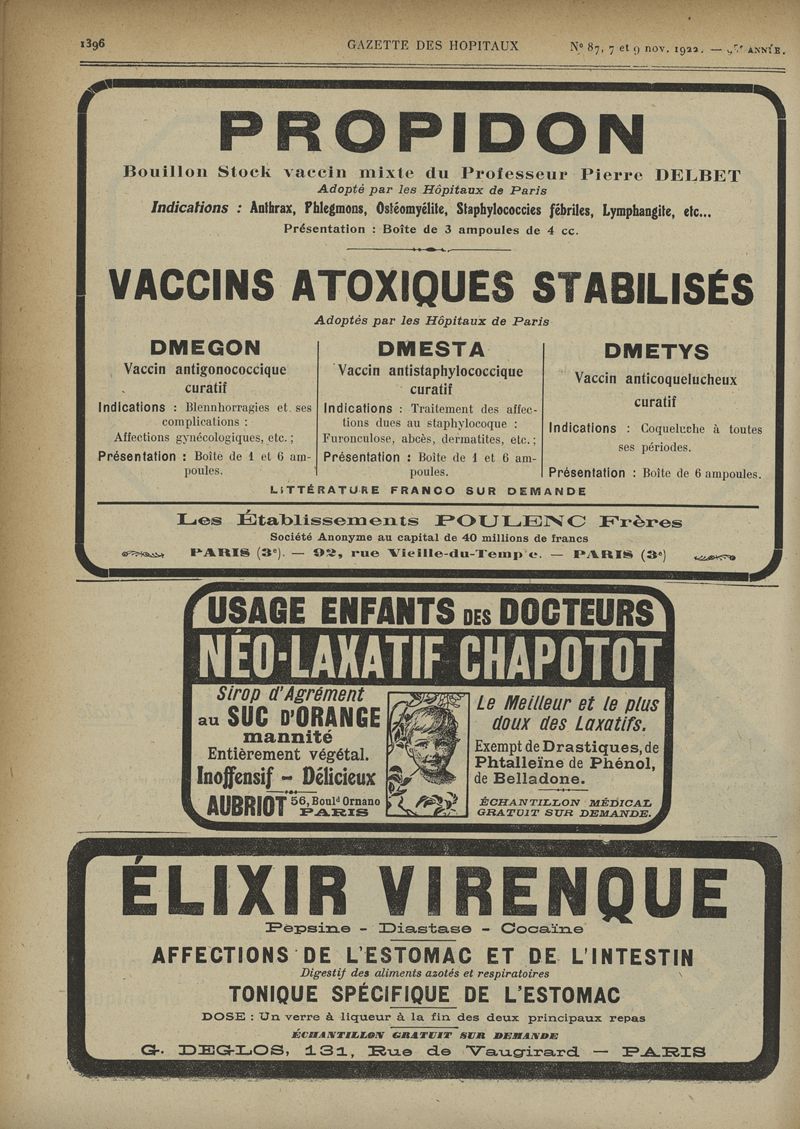 1396
GAZETTE DES HOPITAUX
Nº 87, 7 et 9 nov. 1922. — ANNÉE.
PROPIDON
Bouillon Stock vaccin mixte du Professeur Pierre DELBET
Adopté par les Hôpitaux de Paris
Indications : Anthrax, Phlegmons, Ostéomyélite, Staphylococcies fébriles, Lymphangite, etc...
Présentation : Boîte de 3 ampoules de 4 cc.
VACCINS ATOXIQUES STABILISÉS
Adoptés par les Hôpitaux de Paris
DMEGON
Vaccin antigonococcique
curatif
Indications : Blennhorragies et ses
complications :
Affections gynécologiques, etc. ;
Présentation : Boîte de 1 et 6 am-
poules.
DMESTA
Vaccin antistaphylococcique
curatif
Indications : Traitement des affec-
tions dues au staphylocoque :
Furonculose, abcès, dermatites, etc. ;
Présentation : Boîte de 1 et 6 am-
poules.
DMETYS
Vaccin anticoquelucheux
curatif
Indications : Coqueluche à toutes
ses périodes.
Présentation : Boîte de 6 ampoules.
LITTÉRATURE FRANCO SUR DEMANDE
Les Établissements POULENC Frères
Société Anonyme au capital de 40 millions de francs
PARIS (3e). — 92, rue Vieille-du-Temp'e. — PARIS (3e)
USAGE ENFANTS DES DOCTEURS
NÉO-LAXATIF CHAPOTOT
Sirop d'Agrément
au SUC D'ORANGE
mannité
Entièrement végétal.
Inoffensif - Délicieux
AUBRIOT 56, Bould Ornano
PARIS
Le Meilleur et le plus
doux des Laxatifs.
Exempt de Drastiques, de
Phtalleïne de Phénol,
de Belladone.
ÉCHANTILLON MÉDICAL
GRATUIT SUR DEMANDE.
ÉLIXIR VIRENQUE
Pepsine - Diastase - Cocaïne
AFFECTIONS DE L'ESTOMAC ET DE L'INTESTIN
Digestif des aliments azotés et respiratoires
TONIQUE SPÉCIFIQUE DE L'ESTOMAC
DOSE : Un verre à liqueur à la fin des deux principaux repas
ÉCHANTILLON GRATUIT SUR DEMANDE
G. DEGLOS, 131, Rue de Vaugirard — PARIS